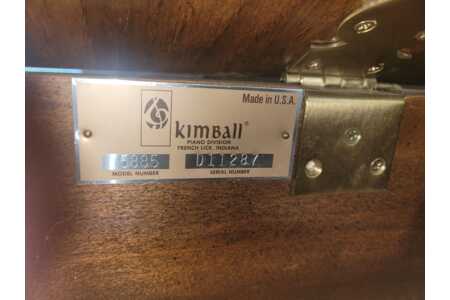 Made in U.S.A.
KIMBALL®
PIANO DIVISION
FRENCH LICK, INDIANA
D11287
MODEL NUMBER SERIAL NUMBER